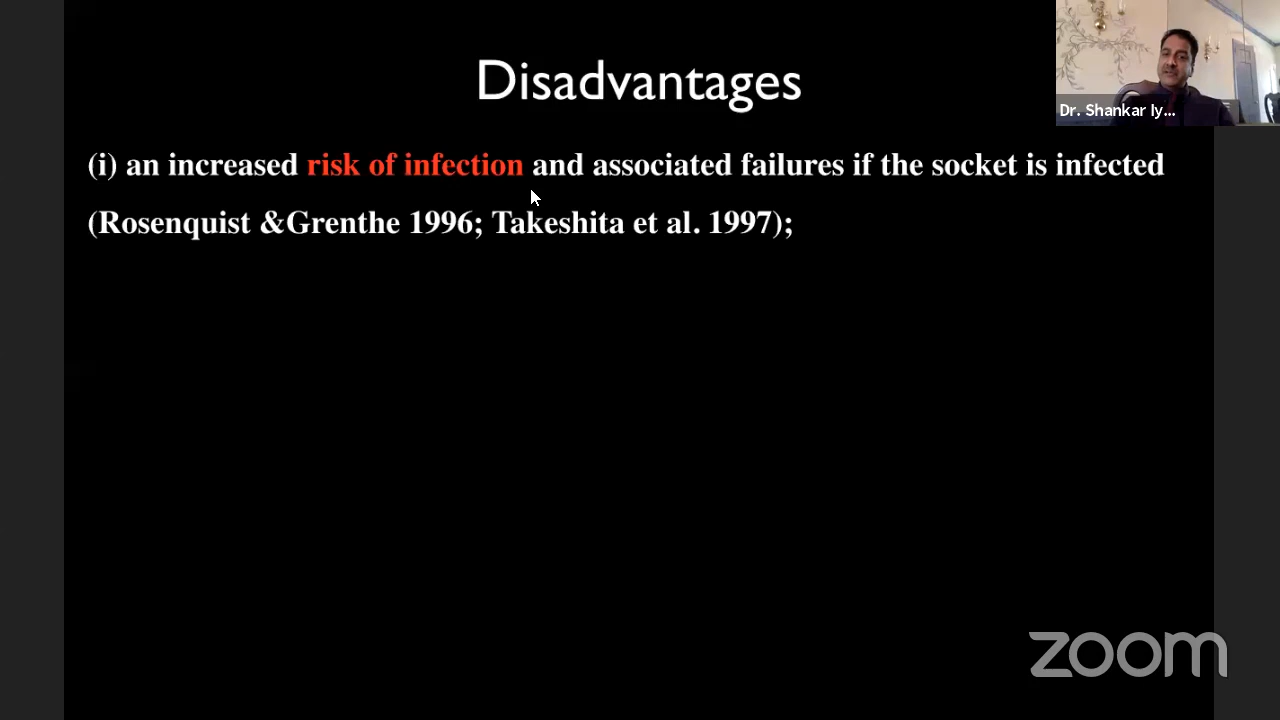 Disadvantages
Dr. Shankar Iy...
(i) an increased risk of infection and associated failures if the socket is infected
(Rosenquist &Grenthe 1996; Takeshita et al. 1997);
zoom